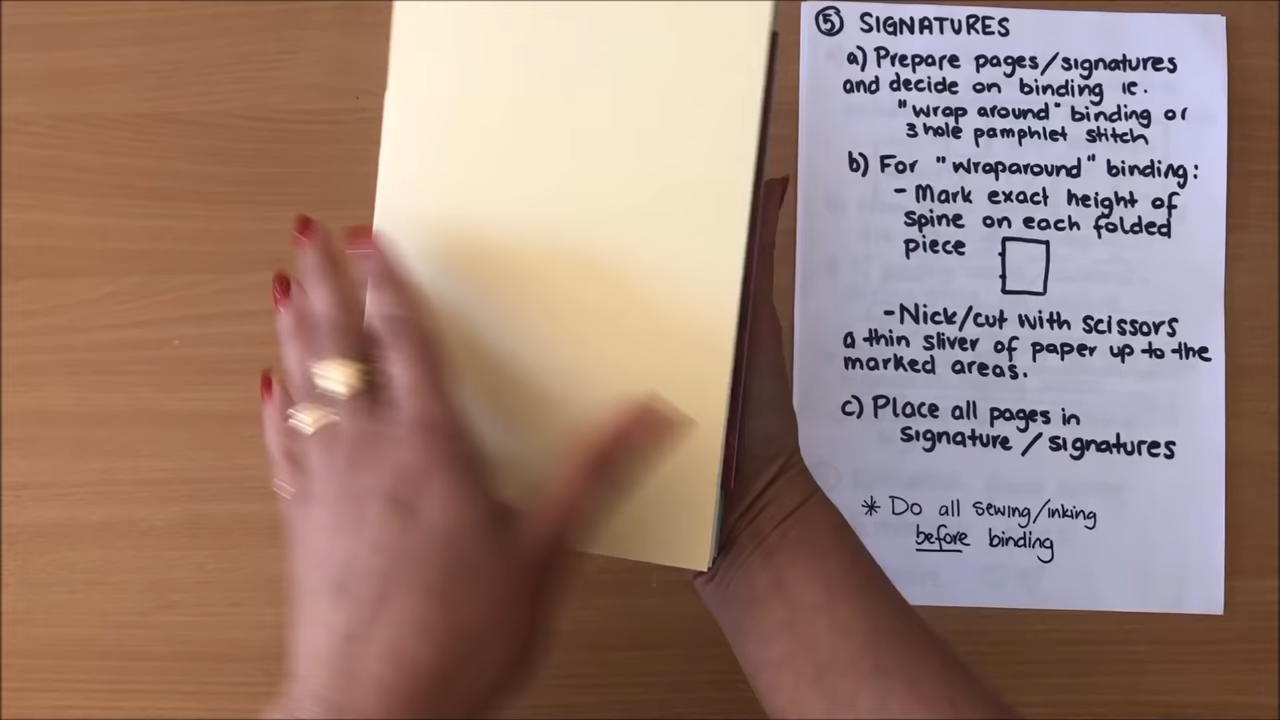 ⑤ SIGNATURES
a) Prepare pages/signatures
and decide on binding ie.
"wrap around" binding or
3 hole pamphlet stitch
b) For "wraparound" binding:
- Mark exact height of
spine on each folded
piece
- Nick/cut with scissors
a thin sliver of paper up to the
marked areas.
c) Place all pages in
signature / signatures
* Do all sewing/inking
before binding